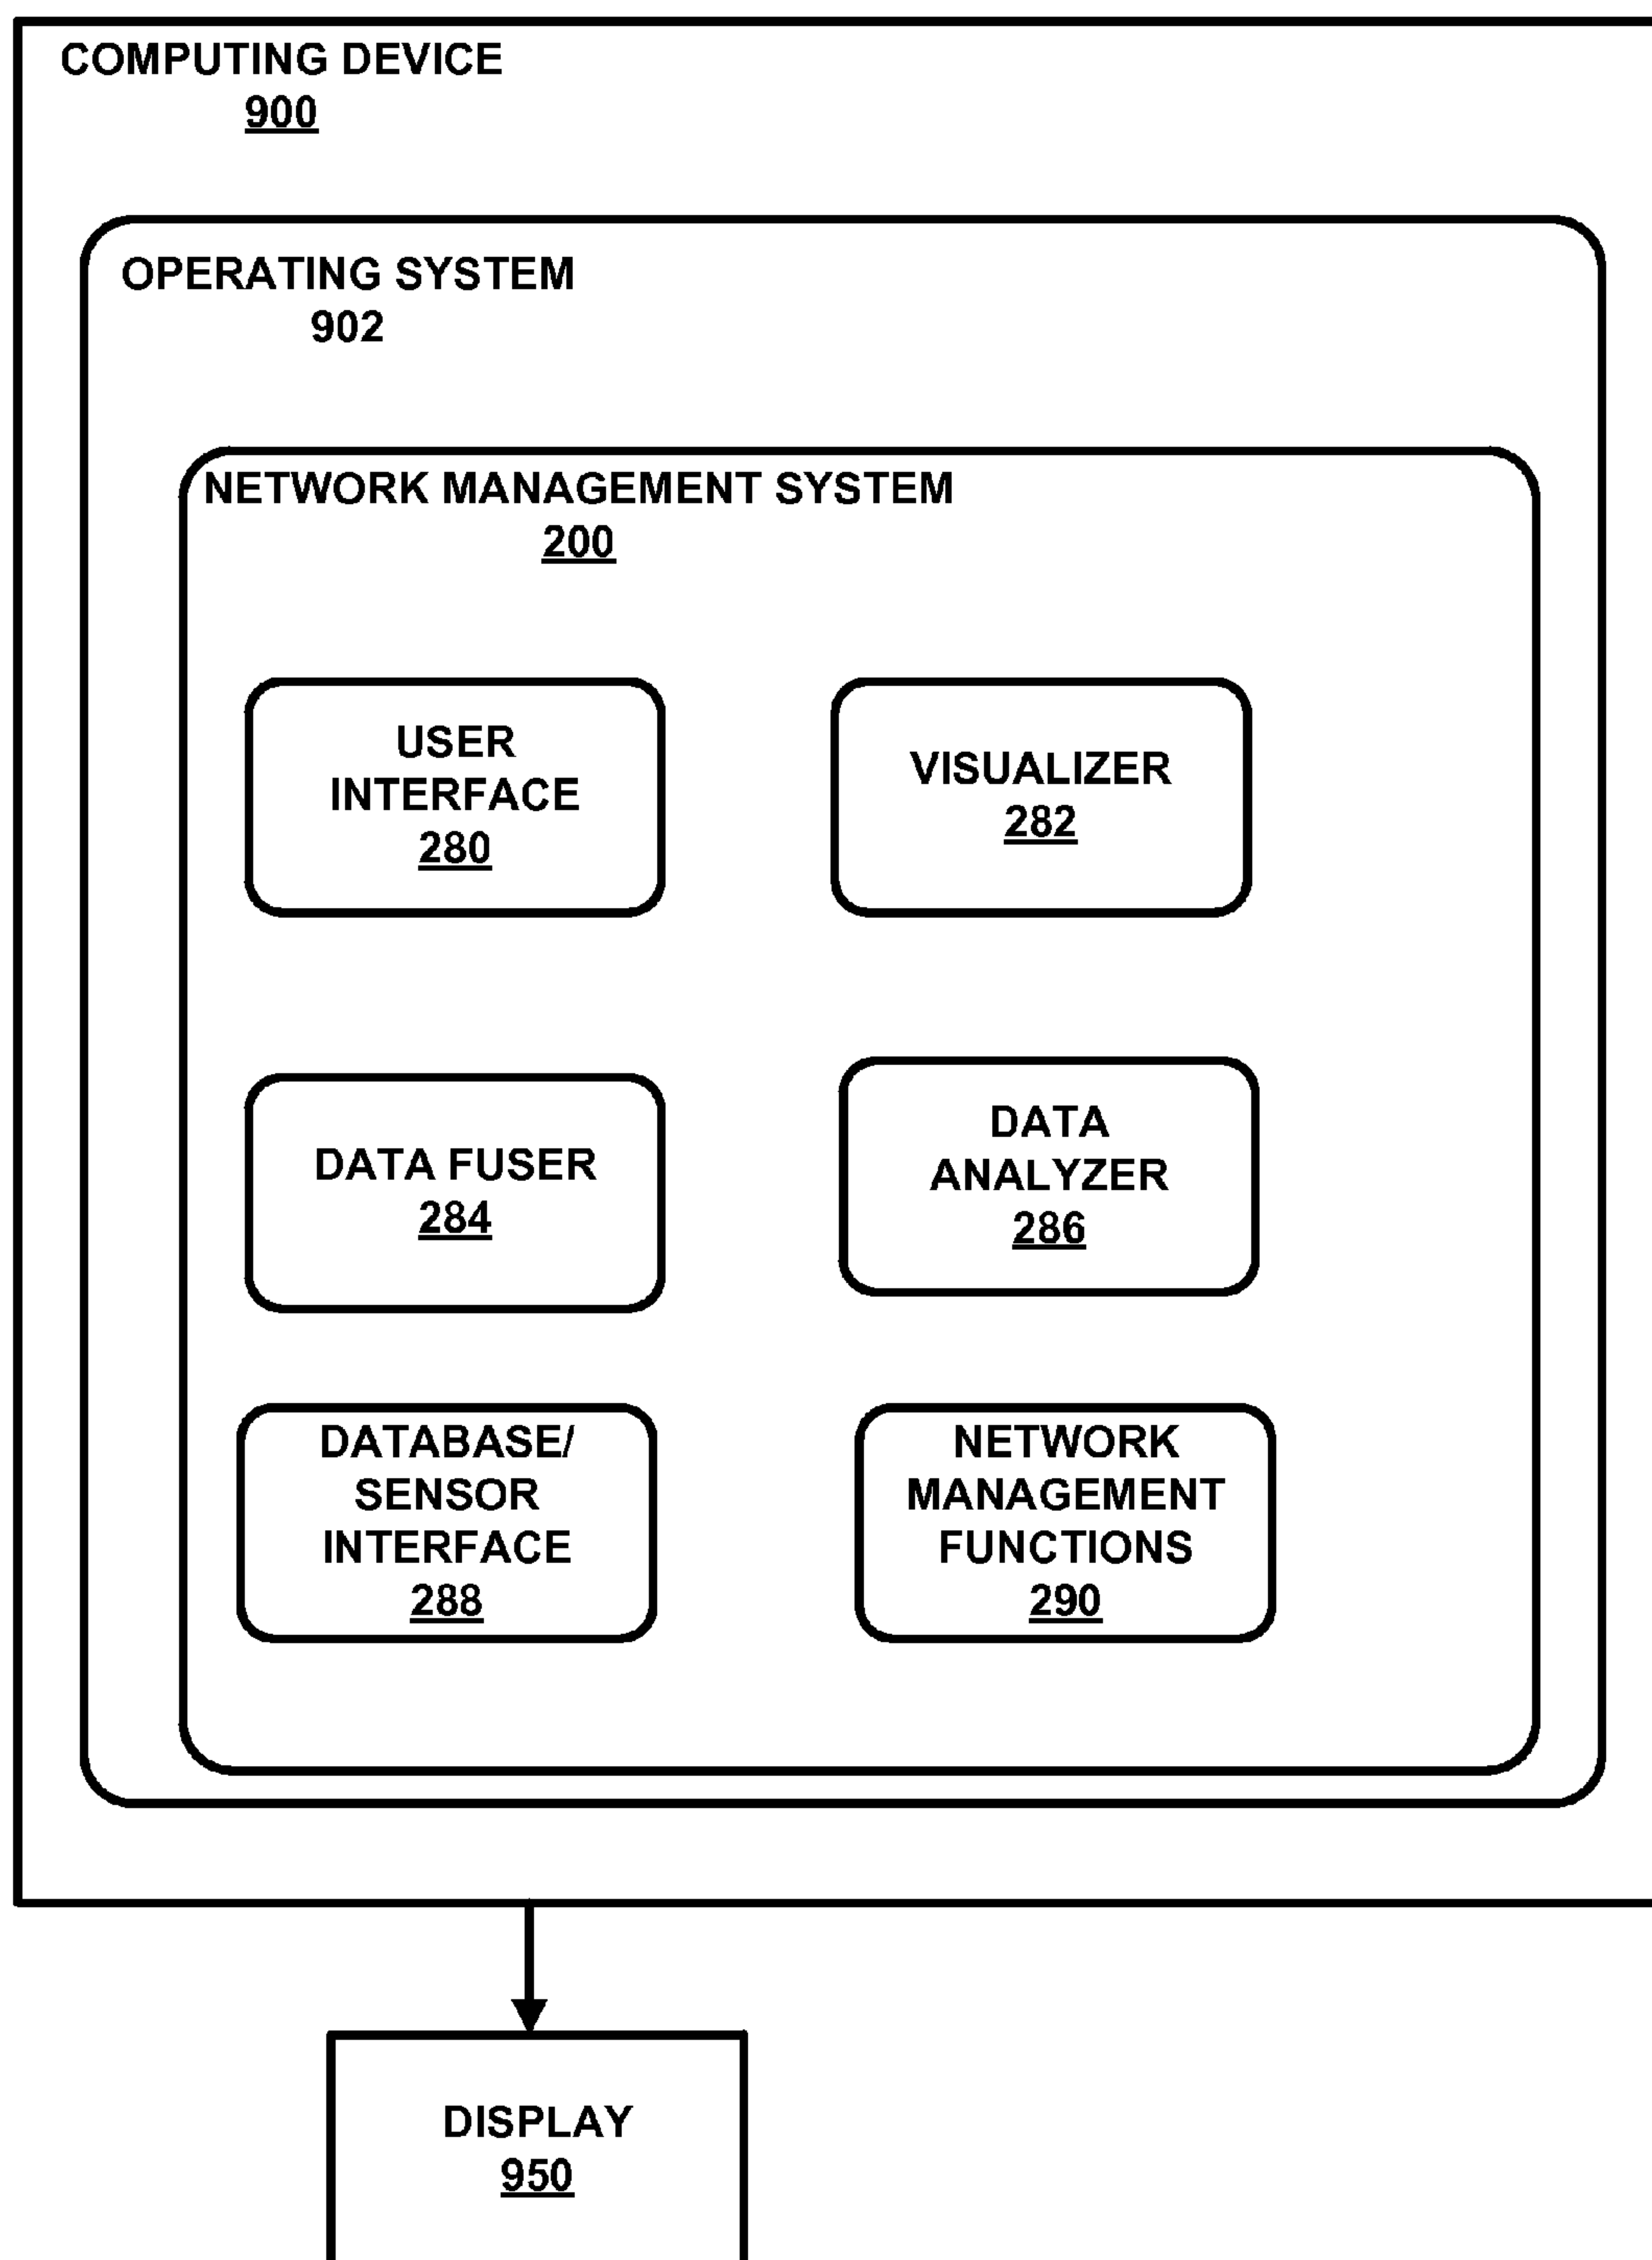 COMPUTING DEVICE
900
OPERATING SYSTEM
902
NETWORK MANAGEMENT SYSTEM
200
USER
INTERFACE
280
VISUALIZER
282
DATA FUSER
284
DATA
ANALYZER
286
DATABASE/
SENSOR
INTERFACE
288
NETWORK
MANAGEMENT
FUNCTIONS
290
DISPLAY
950